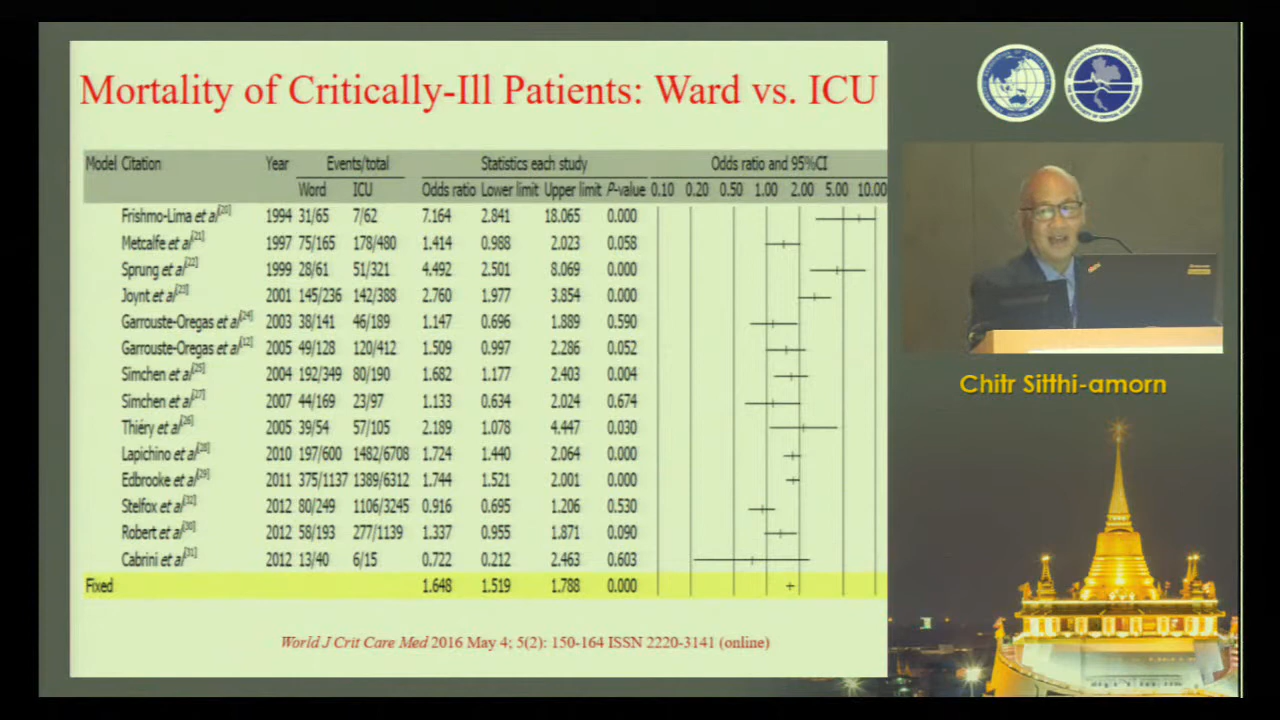 Mortality of Critically-Ill Patients: Ward vs. ICU
Model Citation Year Events/total Statistics each study Odds ratio and 95%CI
Word ICU Odds ratio Lower limit Upper limit P-value 0.10 0.20 0.50 1.00 2.00 5.00 10.00
Frishmo-Lima et al[20] 1994 31/65 7/62 7.164 2.841 18.065 0.000
Metcalfe et al[21] 1997 75/165 178/480 1.414 0.988 2.023 0.058
Sprung et al[22] 1999 28/61 51/321 4.492 2.501 8.069 0.000
Joynt et al[23] 2001 145/236 142/388 2.760 1.977 3.854 0.000
Garrouste-Oregas et al[24] 2003 38/141 46/189 1.147 0.696 1.889 0.590
Garrouste-Oregas et al[12] 2005 49/128 120/412 1.509 0.997 2.286 0.052
Simchen et al[25] 2004 192/349 80/190 1.682 1.177 2.403 0.004
Simchen et al[27] 2007 44/169 23/97 1.133 0.634 2.024 0.674
Thiéry et al[26] 2005 39/54 57/105 2.189 1.078 4.447 0.030
Lapichino et al[28] 2010 197/600 1482/6708 1.724 1.440 2.064 0.000
Edbrooke et al[29] 2011 375/1137 1389/6312 1.744 1.521 2.001 0.000
Stelfox et al[32] 2012 80/249 1106/3245 0.916 0.695 1.206 0.530
Robert et al[30] 2012 58/193 277/1139 1.337 0.955 1.871 0.090
Cabrini et al[31] 2012 13/40 6/15 0.722 0.212 2.463 0.603
Fixed 1.648 1.519 1.788 0.000
World J Crit Care Med 2016 May 4; 5(2): 150-164 ISSN 2220-3141 (online)
Chitr Sitthi-amorn